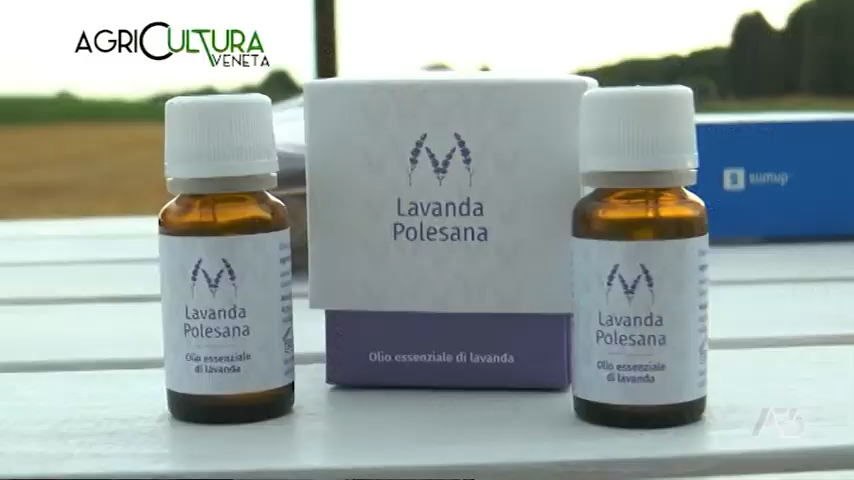 AGRICULTURA
VENETA
Lavanda
Polesana
Olio essenziale di lavanda
Lavanda
Polesana
Olio essenziale
di lavanda
Lavanda
Polesana
Olio essenziale
di lavanda
sumup